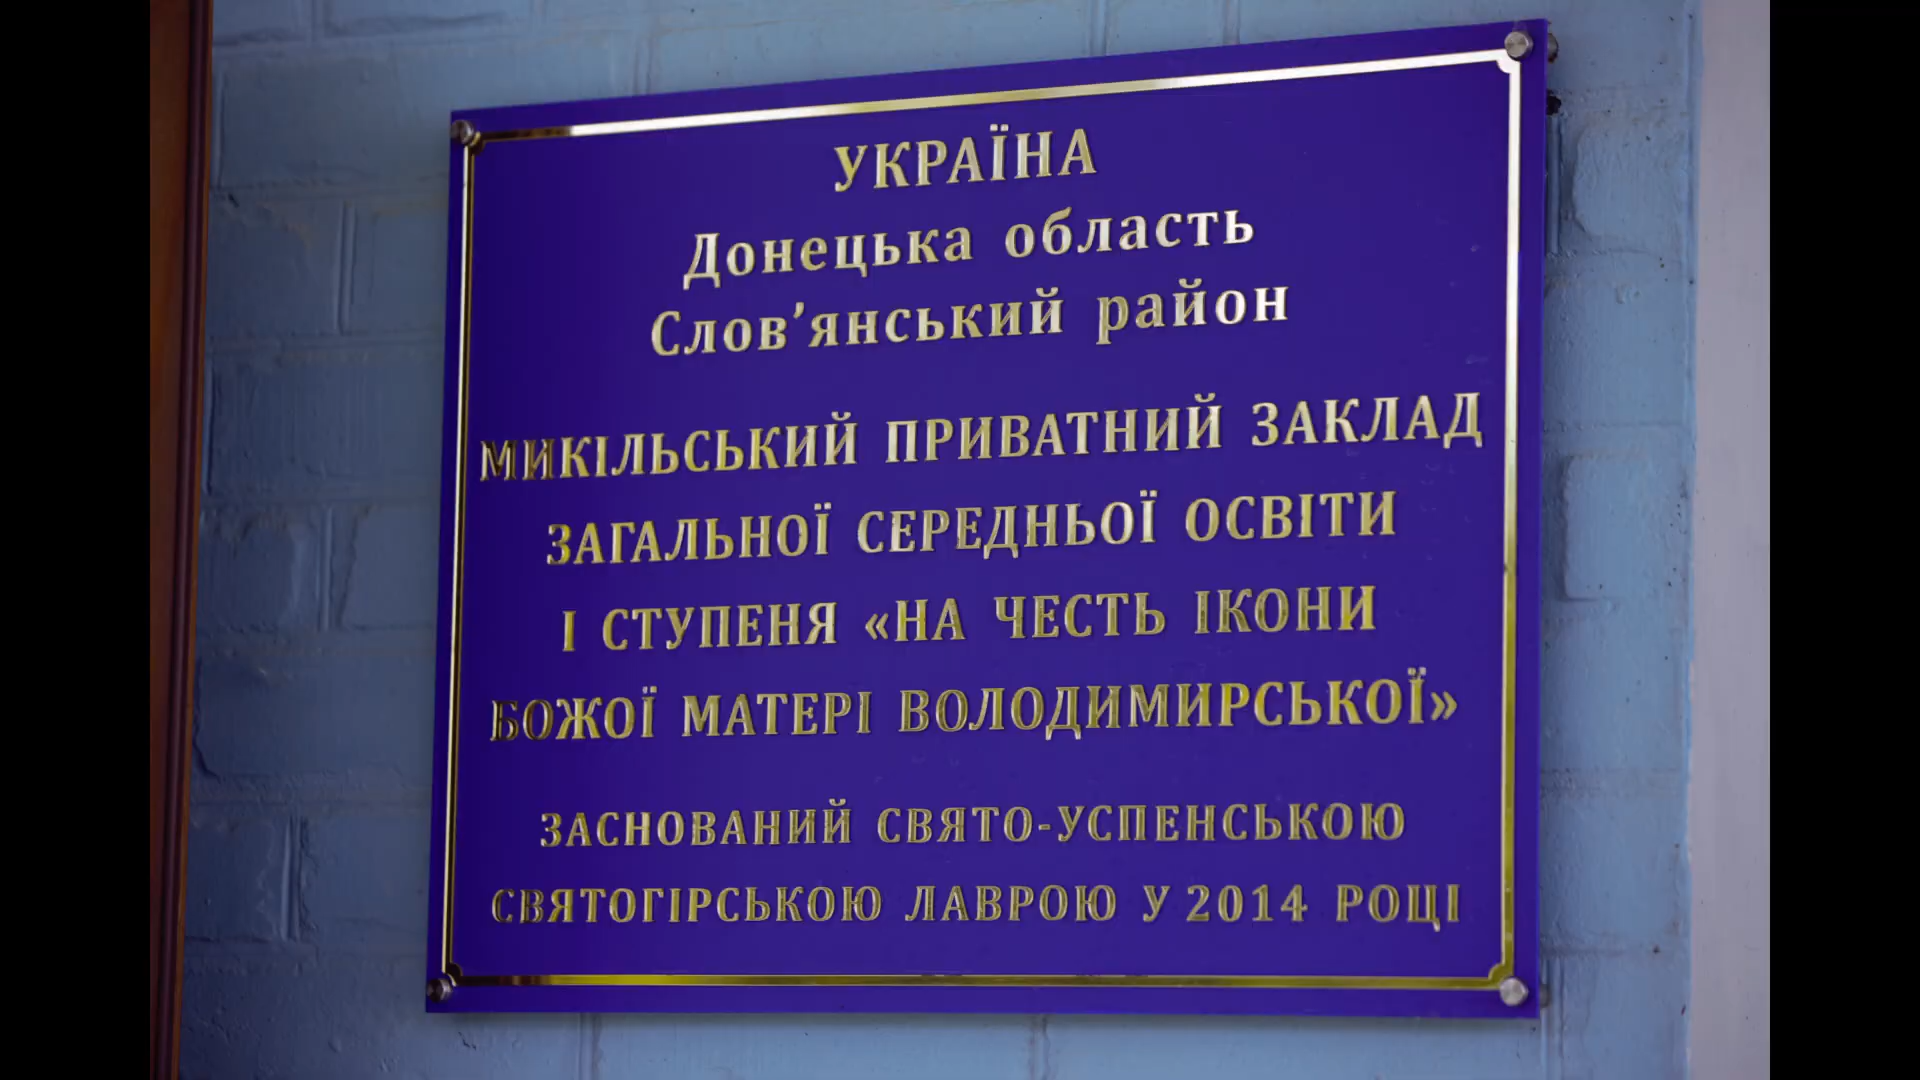 УКРАЇНА
Донецька область
Слов’янський район
МИКІЛЬСЬКИЙ ПРИВАТНИЙ ЗАКЛАД
ЗАГАЛЬНОЇ СЕРЕДНЬОЇ ОСВІТИ
І СТУПЕНЯ «НА ЧЕСТЬ ІКОНИ
БОЖОЇ МАТЕРІ ВОЛОДИМИРСЬКОЇ»
ЗАСНОВАНИЙ СВЯТО-УСПЕНСЬКОЮ
СВЯТОГІРСЬКОЮ ЛАВРОЮ У 2014 РОЦІ